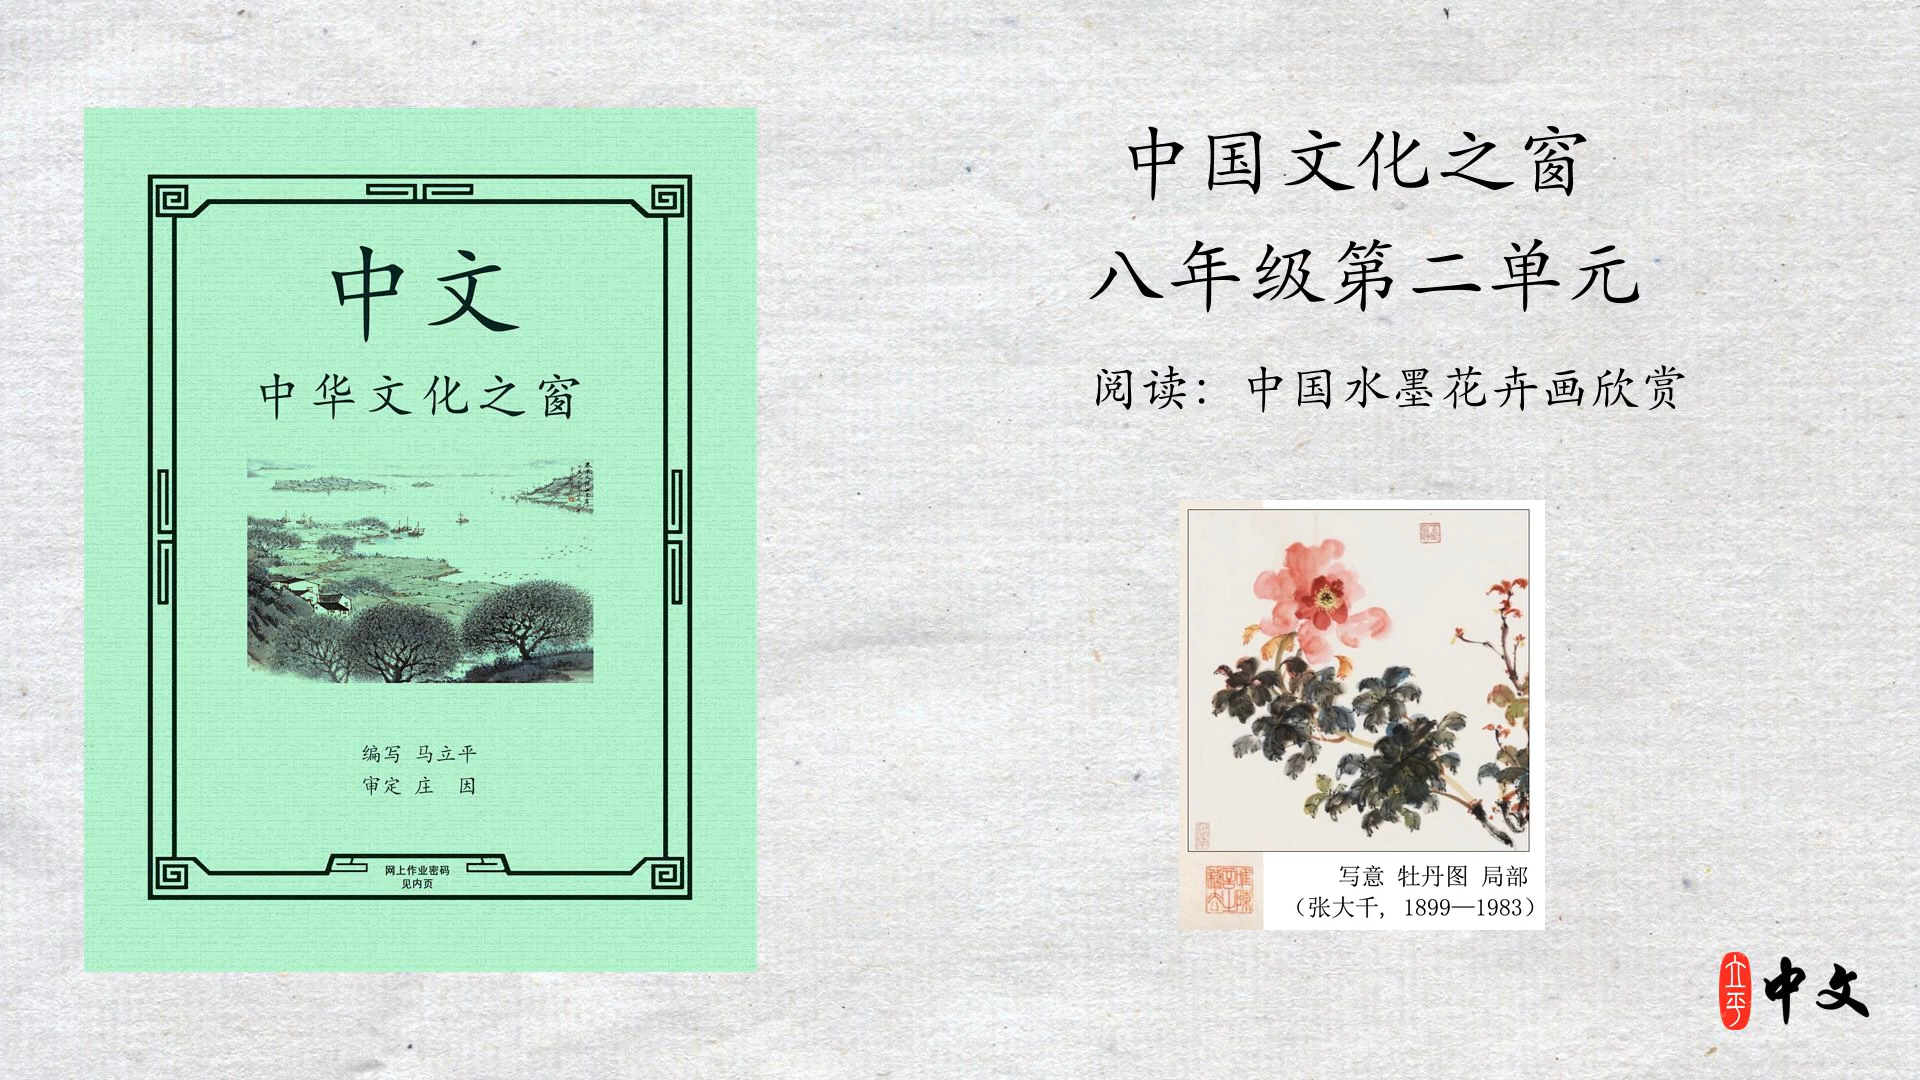 中文
中华文化之窗
编写 马立平
审定 庄 因
网上作业密码
见内页
中国文化之窗
八年级第二单元
阅读：中国水墨花卉画欣赏
写意 牡丹图 局部
（张大千，1899—1983）
立平
中文